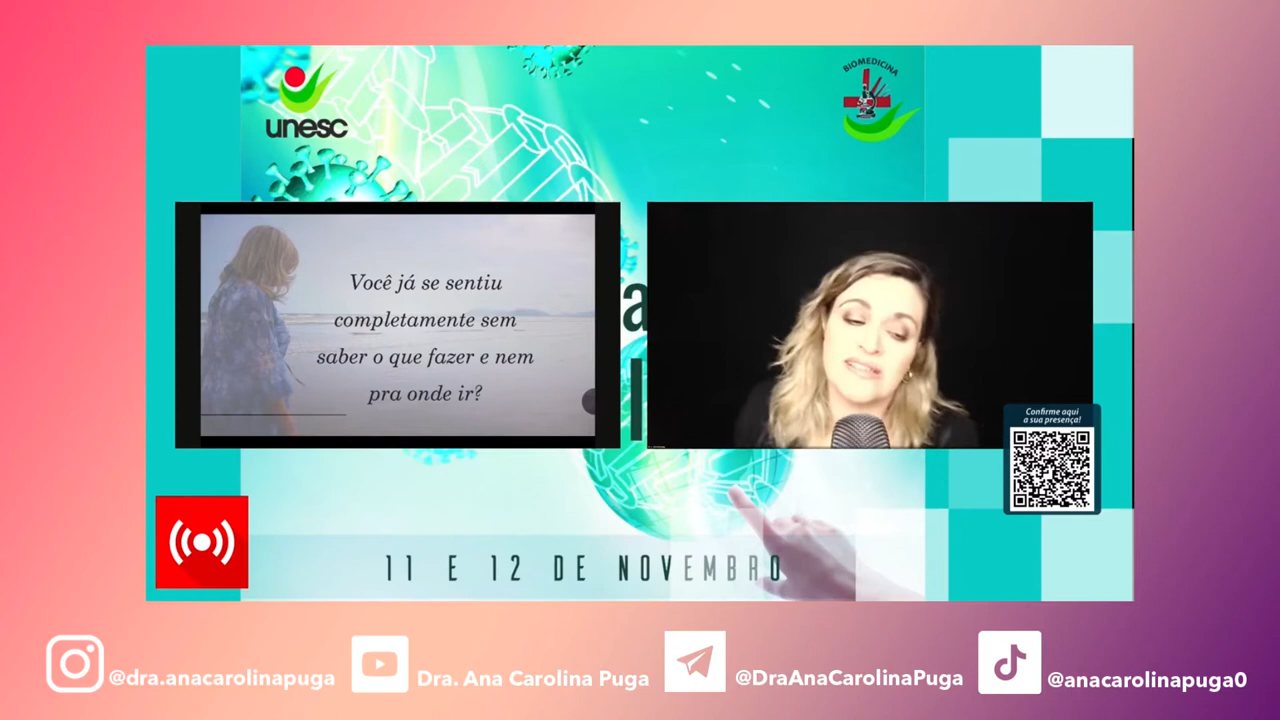 unesc
BIOMEDICINA
Você já se sentiu
completamente sem
saber o que fazer e nem
pra onde ir?
Confirme aqui
a sua presença!
11 E 12 DE NOVEMBRO
@dra.anacarolinapuga
Dra. Ana Carolina Puga
@DraAnaCarolinaPuga
@anacarolinapuga0